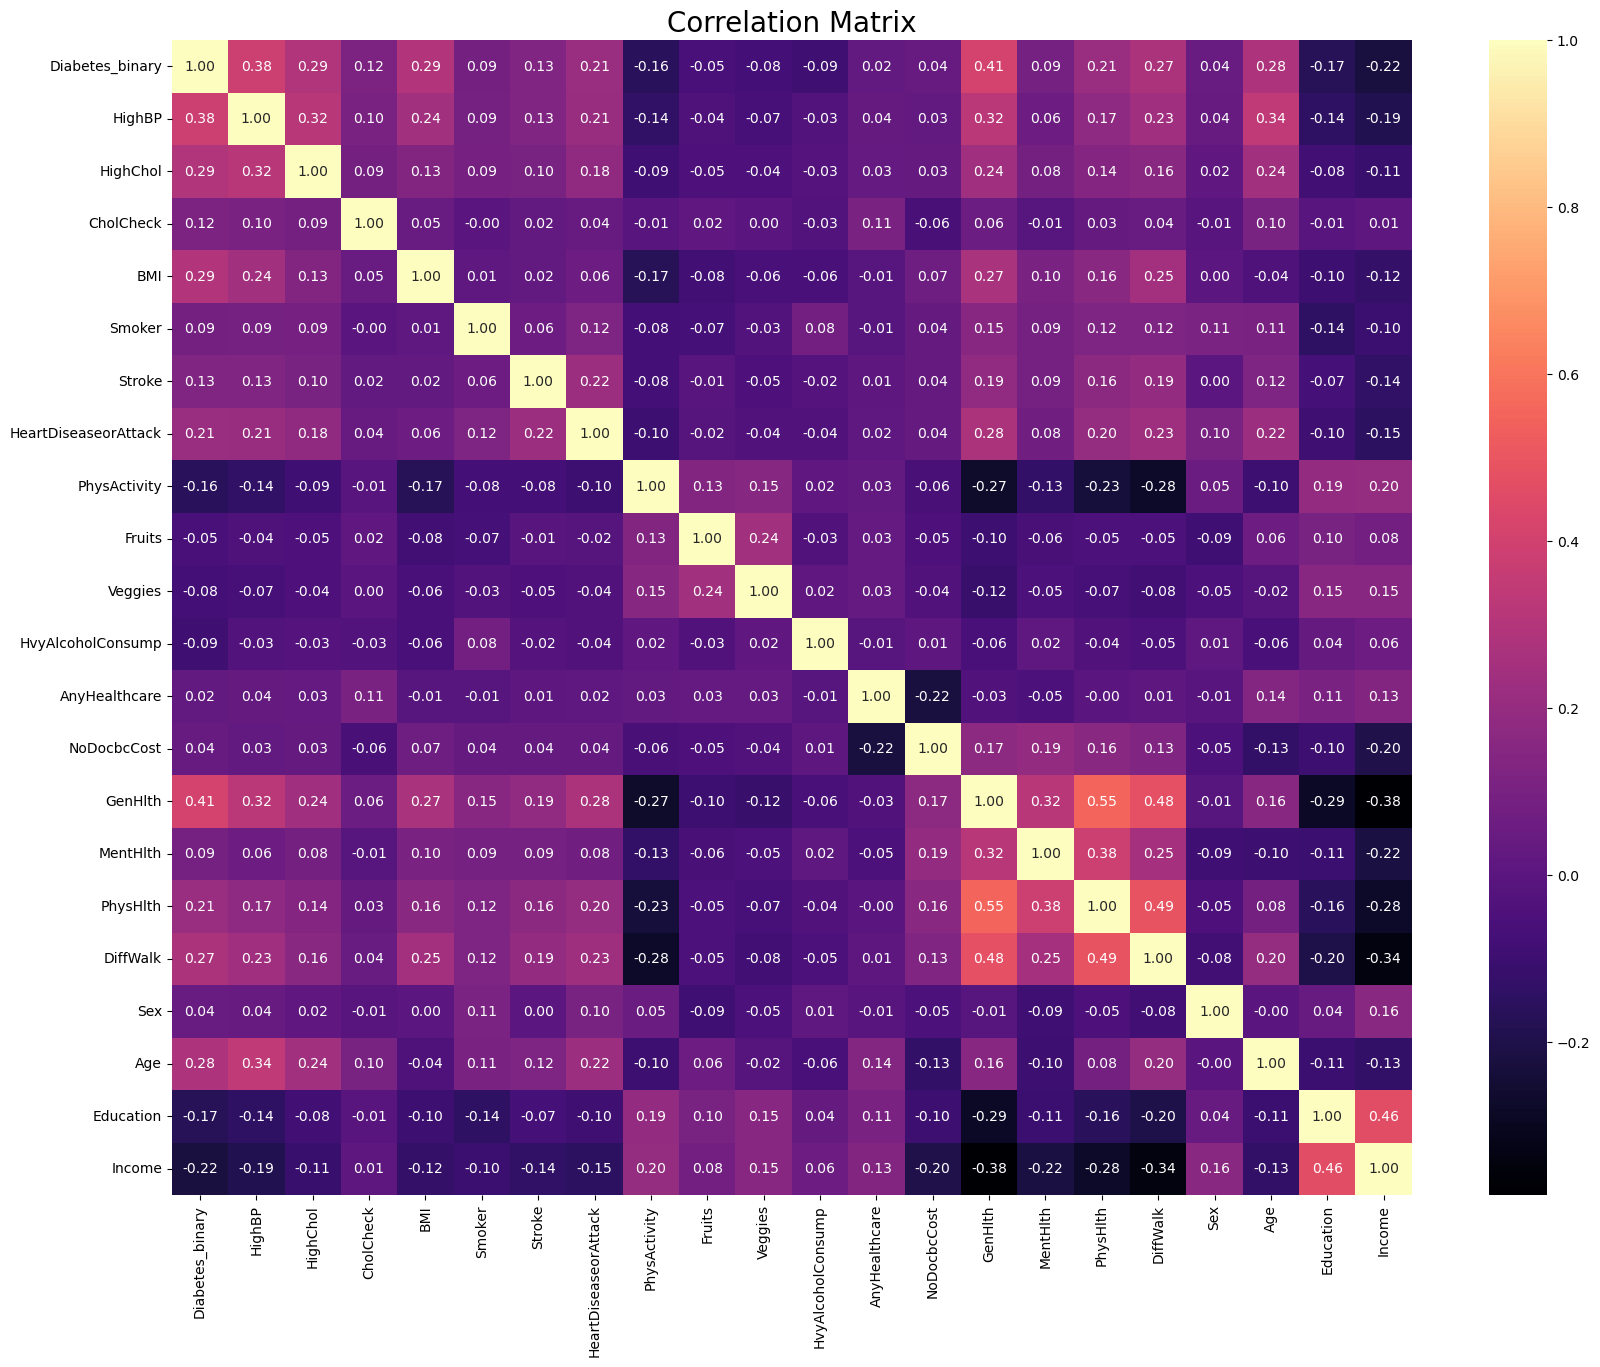 Correlation Matrix
Diabetes_binary 1.00 0.38 0.29 0.12 0.29 0.09 0.13 0.21 -0.16 -0.05 -0.08 -0.09 0.02 0.04 0.41 0.09 0.21 0.27 0.04 0.28 -0.17 -0.22
HighBP 0.38 1.00 0.32 0.10 0.24 0.09 0.13 0.21 -0.14 -0.04 -0.07 -0.03 0.04 0.03 0.32 0.06 0.17 0.23 0.04 0.34 -0.14 -0.19
HighChol 0.29 0.32 1.00 0.09 0.13 0.09 0.10 0.18 -0.09 -0.05 -0.04 -0.03 0.03 0.03 0.24 0.08 0.14 0.16 0.02 0.24 -0.08 -0.11
CholCheck 0.12 0.10 0.09 1.00 0.05 -0.00 0.02 0.04 -0.01 0.02 0.00 -0.03 0.11 -0.06 0.06 -0.01 0.03 0.04 -0.01 0.10 -0.01 0.01
BMI 0.29 0.24 0.13 0.05 1.00 0.01 0.02 0.06 -0.17 -0.08 -0.06 -0.06 -0.01 0.07 0.27 0.10 0.16 0.25 0.00 -0.04 -0.10 -0.12
Smoker 0.09 0.09 0.09 -0.00 0.01 1.00 0.06 0.12 -0.08 -0.07 -0.03 0.08 -0.01 0.04 0.15 0.09 0.12 0.12 0.11 0.11 -0.14 -0.10
Stroke 0.13 0.13 0.10 0.02 0.02 0.06 1.00 0.22 -0.08 -0.01 -0.05 -0.02 0.01 0.04 0.19 0.09 0.16 0.19 0.00 0.12 -0.07 -0.14
HeartDiseaseorAttack 0.21 0.21 0.18 0.04 0.06 0.12 0.22 1.00 -0.10 -0.02 -0.04 -0.04 0.02 0.04 0.28 0.08 0.20 0.23 0.10 0.22 -0.10 -0.15
PhysActivity -0.16 -0.14 -0.09 -0.01 -0.17 -0.08 -0.08 -0.10 1.00 0.13 0.15 0.02 0.03 -0.06 -0.27 -0.13 -0.23 -0.28 0.05 -0.10 0.19 0.20
Fruits -0.05 -0.04 -0.05 0.02 -0.08 -0.07 -0.01 -0.02 0.13 1.00 0.24 -0.03 0.03 -0.05 -0.10 -0.06 -0.05 -0.05 -0.09 0.06 0.10 0.08
Veggies -0.08 -0.07 -0.04 0.00 -0.06 -0.03 -0.05 -0.04 0.15 0.24 1.00 0.02 0.03 -0.04 -0.12 -0.05 -0.07 -0.08 -0.05 -0.02 0.15 0.15
HvyAlcoholConsump -0.09 -0.03 -0.03 -0.03 -0.06 0.08 -0.02 -0.04 0.02 -0.03 0.02 1.00 -0.01 0.01 -0.06 0.02 -0.04 -0.05 0.01 -0.06 0.04 0.06
AnyHealthcare 0.02 0.04 0.03 0.11 -0.01 -0.01 0.01 0.02 0.03 0.03 0.03 -0.01 1.00 -0.22 -0.03 -0.05 -0.00 0.01 -0.01 0.14 0.11 0.13
NoDocbcCost 0.04 0.03 0.03 -0.06 0.07 0.04 0.04 0.04 -0.06 -0.05 -0.04 0.01 -0.22 1.00 0.17 0.19 0.16 0.13 -0.05 -0.13 -0.10 -0.20
GenHlth 0.41 0.32 0.24 0.06 0.27 0.15 0.19 0.28 -0.27 -0.10 -0.12 -0.06 -0.03 0.17 1.00 0.32 0.55 0.48 -0.01 0.16 -0.29 -0.38
MentHlth 0.09 0.06 0.08 -0.01 0.10 0.09 0.09 0.08 -0.13 -0.06 -0.05 0.02 -0.05 0.19 0.32 1.00 0.38 0.25 -0.09 -0.10 -0.11 -0.22
PhysHlth 0.21 0.17 0.14 0.03 0.16 0.12 0.16 0.20 -0.23 -0.05 -0.07 -0.04 -0.00 0.16 0.55 0.38 1.00 0.49 -0.05 0.08 -0.16 -0.28
DiffWalk 0.27 0.23 0.16 0.04 0.25 0.12 0.19 0.23 -0.28 -0.05 -0.08 -0.05 0.01 0.13 0.48 0.25 0.49 1.00 -0.08 0.20 -0.20 -0.34
Sex 0.04 0.04 0.02 -0.01 0.00 0.11 0.00 0.10 0.05 -0.09 -0.05 0.01 -0.01 -0.05 -0.01 -0.09 -0.05 -0.08 1.00 -0.00 0.04 0.16
Age 0.28 0.34 0.24 0.10 -0.04 0.11 0.12 0.22 -0.10 0.06 -0.02 -0.06 0.14 -0.13 0.16 -0.10 0.08 0.20 -0.00 1.00 -0.11 -0.13
Education -0.17 -0.14 -0.08 -0.01 -0.10 -0.14 -0.07 -0.10 0.19 0.10 0.15 0.04 0.11 -0.10 -0.29 -0.11 -0.16 -0.20 0.04 -0.11 1.00 0.46
Income -0.22 -0.19 -0.11 0.01 -0.12 -0.10 -0.14 -0.15 0.20 0.08 0.15 0.06 0.13 -0.20 -0.38 -0.22 -0.28 -0.34 0.16 -0.13 0.46 1.00
Diabetes_binary
HighBP
HighChol
CholCheck
BMI
Smoker
Stroke
HeartDiseaseorAttack
PhysActivity
Fruits
Veggies
HvyAlcoholConsump
AnyHealthcare
NoDocbcCost
GenHlth
MentHlth
PhysHlth
DiffWalk
Sex
Age
Education
Income
1.0
0.8
0.6
0.4
0.2
0.0
−0.2